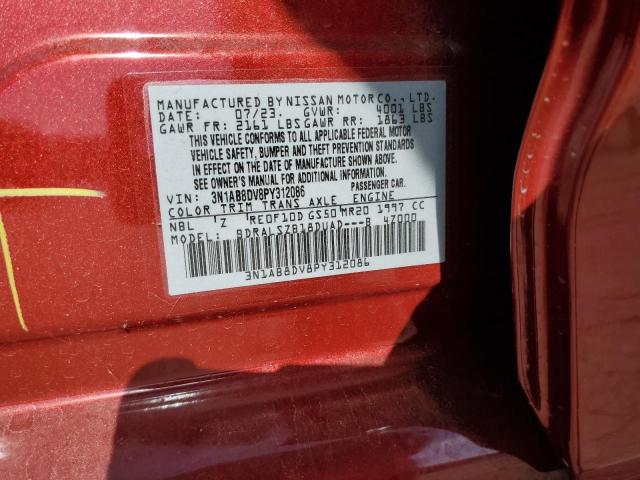 MANUFACTURED BY NISSAN MOTOR CO., LTD.
DATE: 07/23. GVWR: 4001 LBS
GAWR FR: 2161 LBS GAWR RR: 1863 LBS
THIS VEHICLE CONFORMS TO ALL APPLICABLE FEDERAL MOTOR
VEHICLE SAFETY, BUMPER AND THEFT PREVENTION STANDARDS
IN EFFECT ON THE DATE OF MANUFACTURE SHOWN ABOVE.
SEE OWNER'S MANUAL FOR ADDITIONAL INFORMATION.
VIN: 3N1AB8DV8PY312086 PASSENGER CAR.
COLOR TRIM TRANS AXLE ENGINE
NBL Z RE0F10D GS50 MR20 1997 CC
MODEL: BDRALSZB18DUAD---B 47000
3N1AB8DV8PY312086